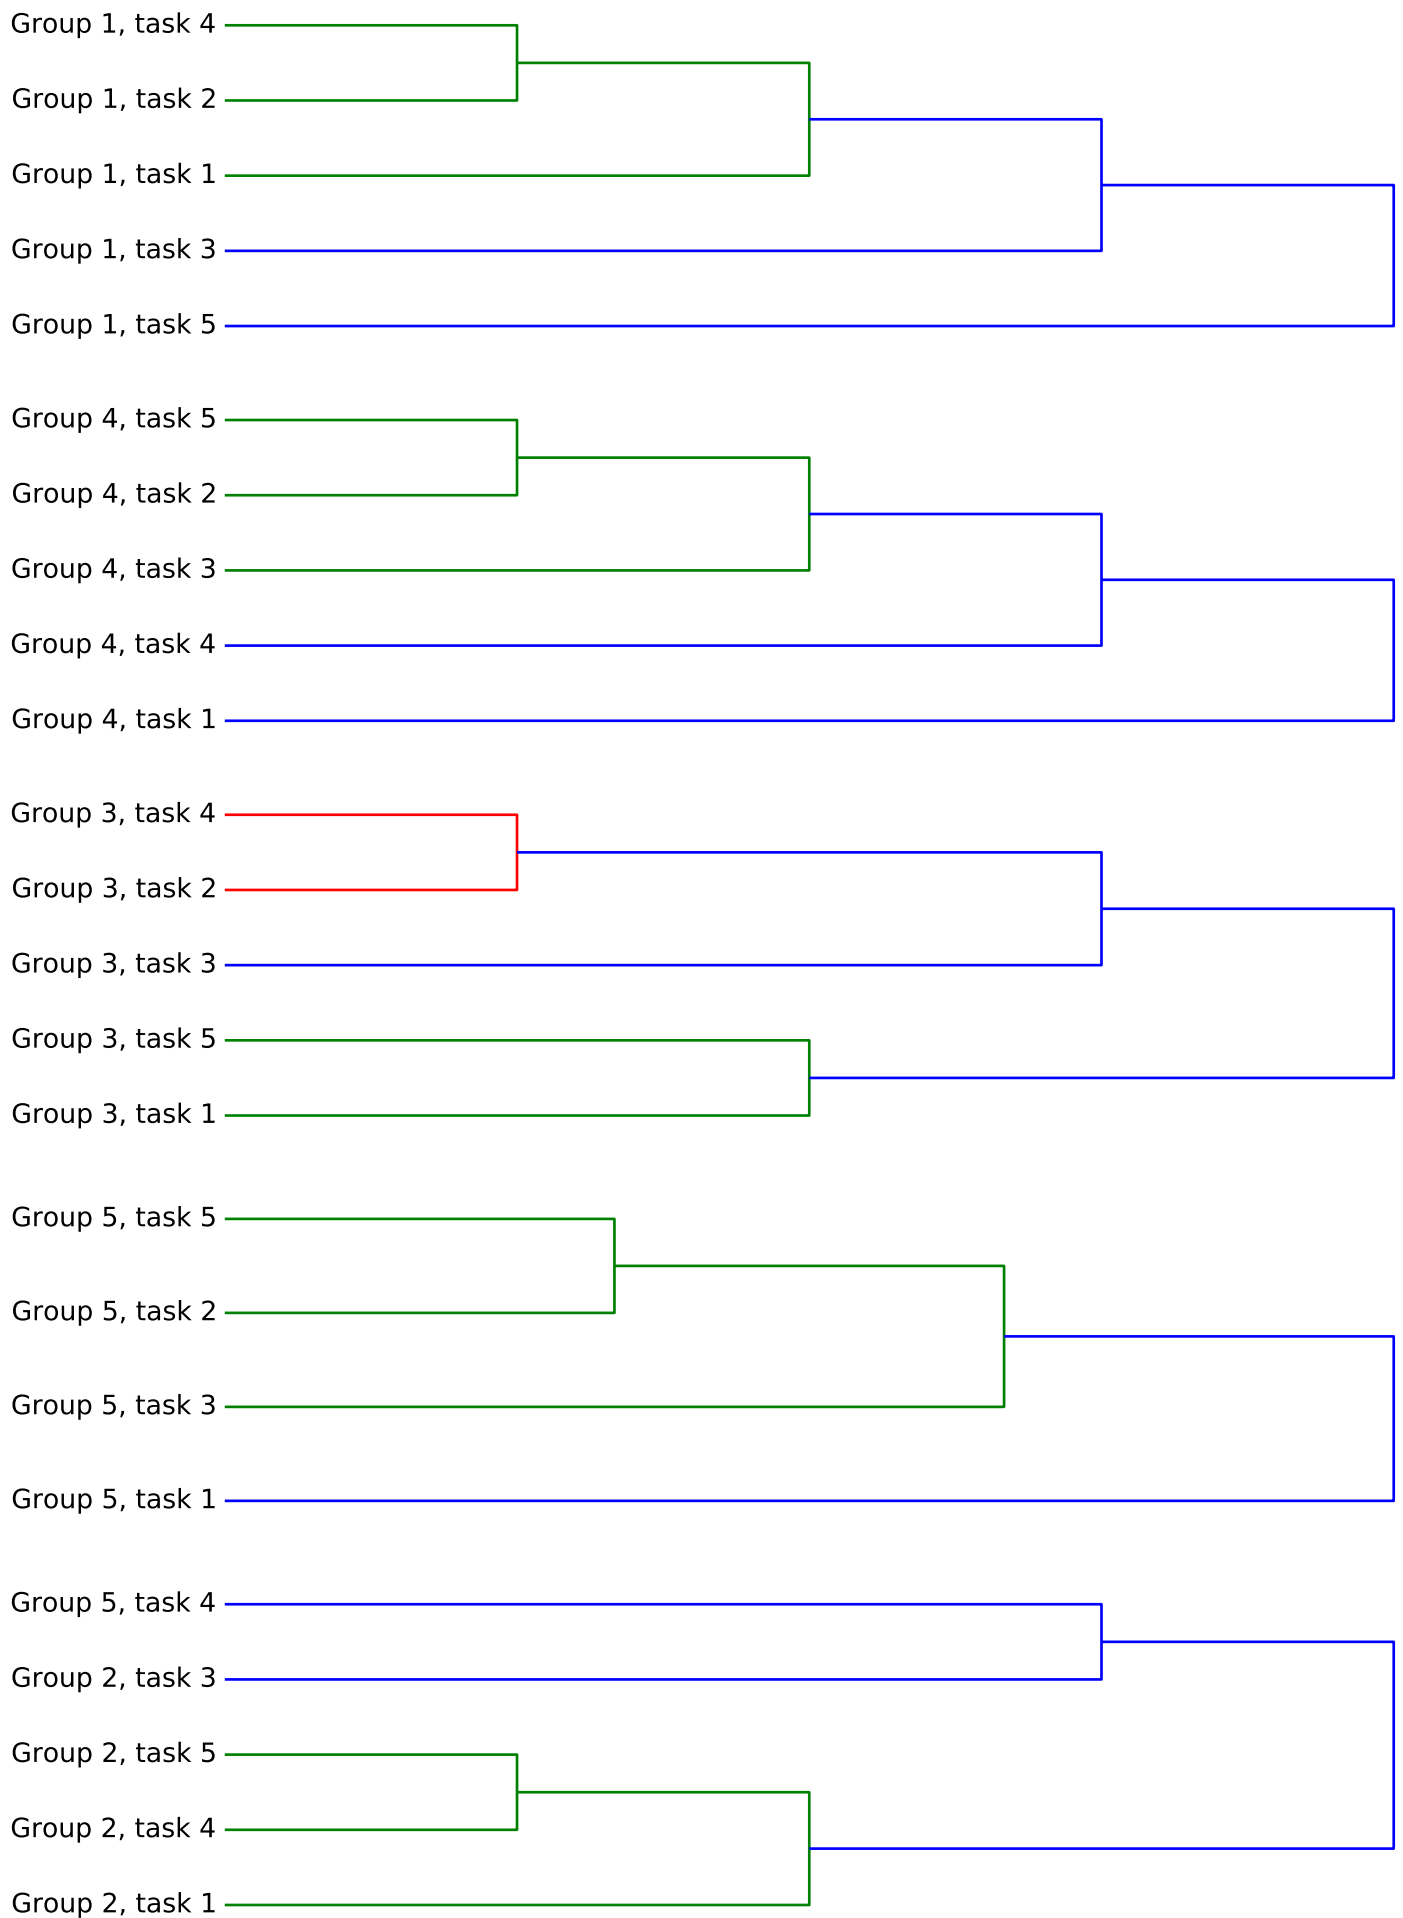 Group 1, task 4
Group 1, task 2
Group 1, task 1
Group 1, task 3
Group 1, task 5
Group 4, task 5
Group 4, task 2
Group 4, task 3
Group 4, task 4
Group 4, task 1
Group 3, task 4
Group 3, task 2
Group 3, task 3
Group 3, task 5
Group 3, task 1
Group 5, task 5
Group 5, task 2
Group 5, task 3
Group 5, task 1
Group 5, task 4
Group 2, task 3
Group 2, task 5
Group 2, task 4
Group 2, task 1